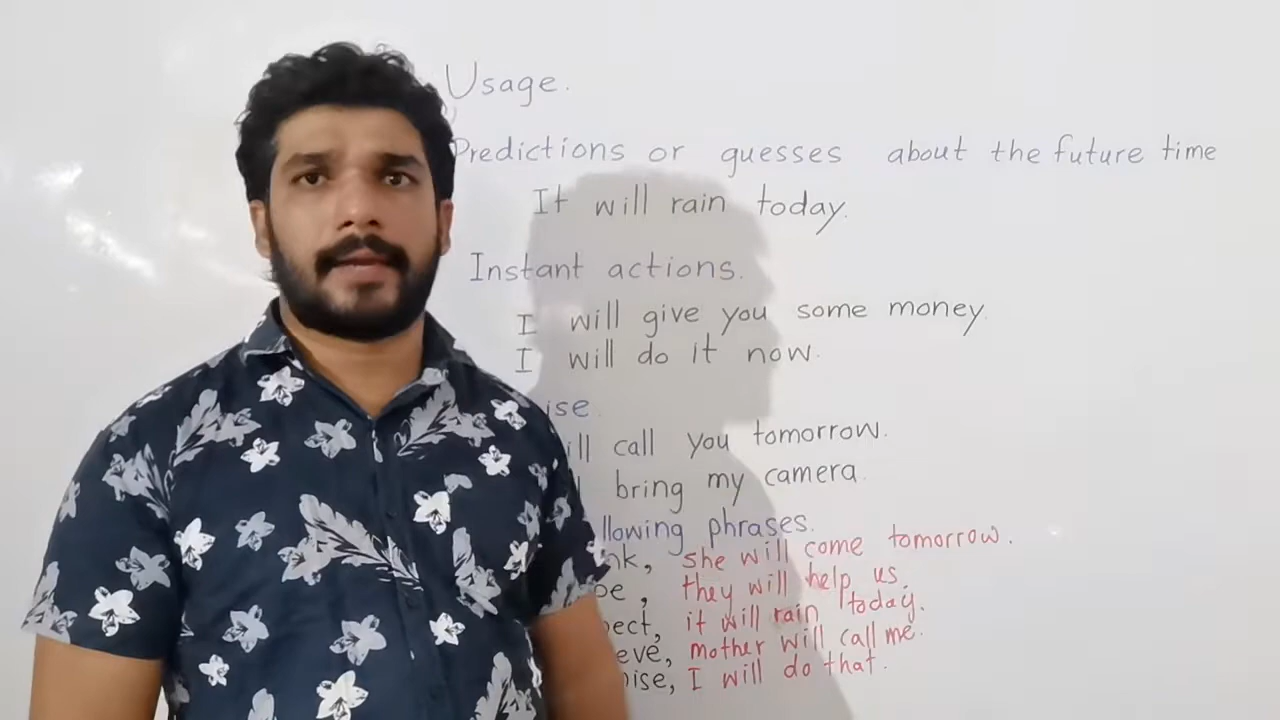 Usage.
Predictions or guesses about the future time
It will rain today.
Instant actions.
I will give you some money.
I will do it now.
ise.
ill call you tomorrow.
bring my camera.
llowing phrases.
nk, she will come tomorrow.
pe, they will help us.
pect, it will rain today.
eve, mother will call me.
ise, I will do that.